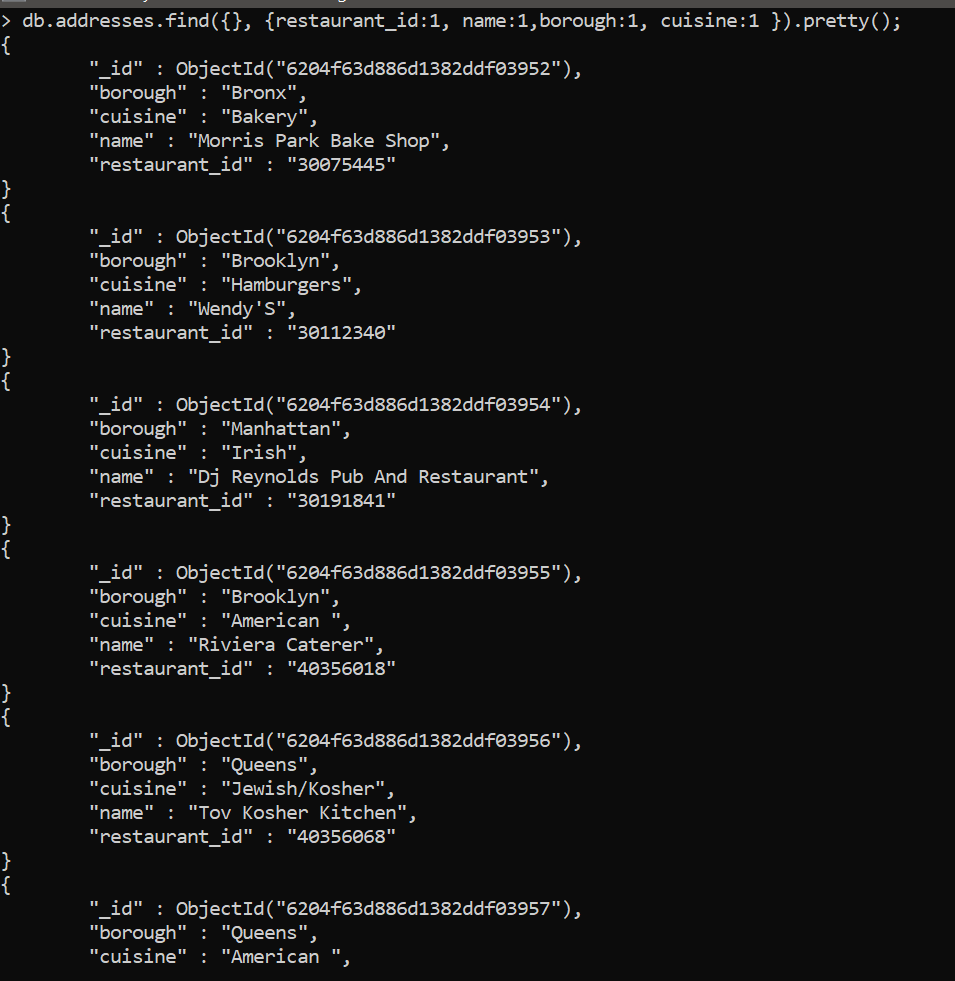 > db.addresses.find({}, {restaurant_id:1, name:1,borough:1, cuisine:1 }).pretty();
{
"_id" : ObjectId("6204f63d886d1382ddf03952"),
"borough" : "Bronx",
"cuisine" : "Bakery",
"name" : "Morris Park Bake Shop",
"restaurant_id" : "30075445"
}
{
"_id" : ObjectId("6204f63d886d1382ddf03953"),
"borough" : "Brooklyn",
"cuisine" : "Hamburgers",
"name" : "Wendy'S",
"restaurant_id" : "30112340"
}
{
"_id" : ObjectId("6204f63d886d1382ddf03954"),
"borough" : "Manhattan",
"cuisine" : "Irish",
"name" : "Dj Reynolds Pub And Restaurant",
"restaurant_id" : "30191841"
}
{
"_id" : ObjectId("6204f63d886d1382ddf03955"),
"borough" : "Brooklyn",
"cuisine" : "American ",
"name" : "Riviera Caterer",
"restaurant_id" : "40356018"
}
{
"_id" : ObjectId("6204f63d886d1382ddf03956"),
"borough" : "Queens",
"cuisine" : "Jewish/Kosher",
"name" : "Tov Kosher Kitchen",
"restaurant_id" : "40356068"
}
{
"_id" : ObjectId("6204f63d886d1382ddf03957"),
"borough" : "Queens",
"cuisine" : "American ",